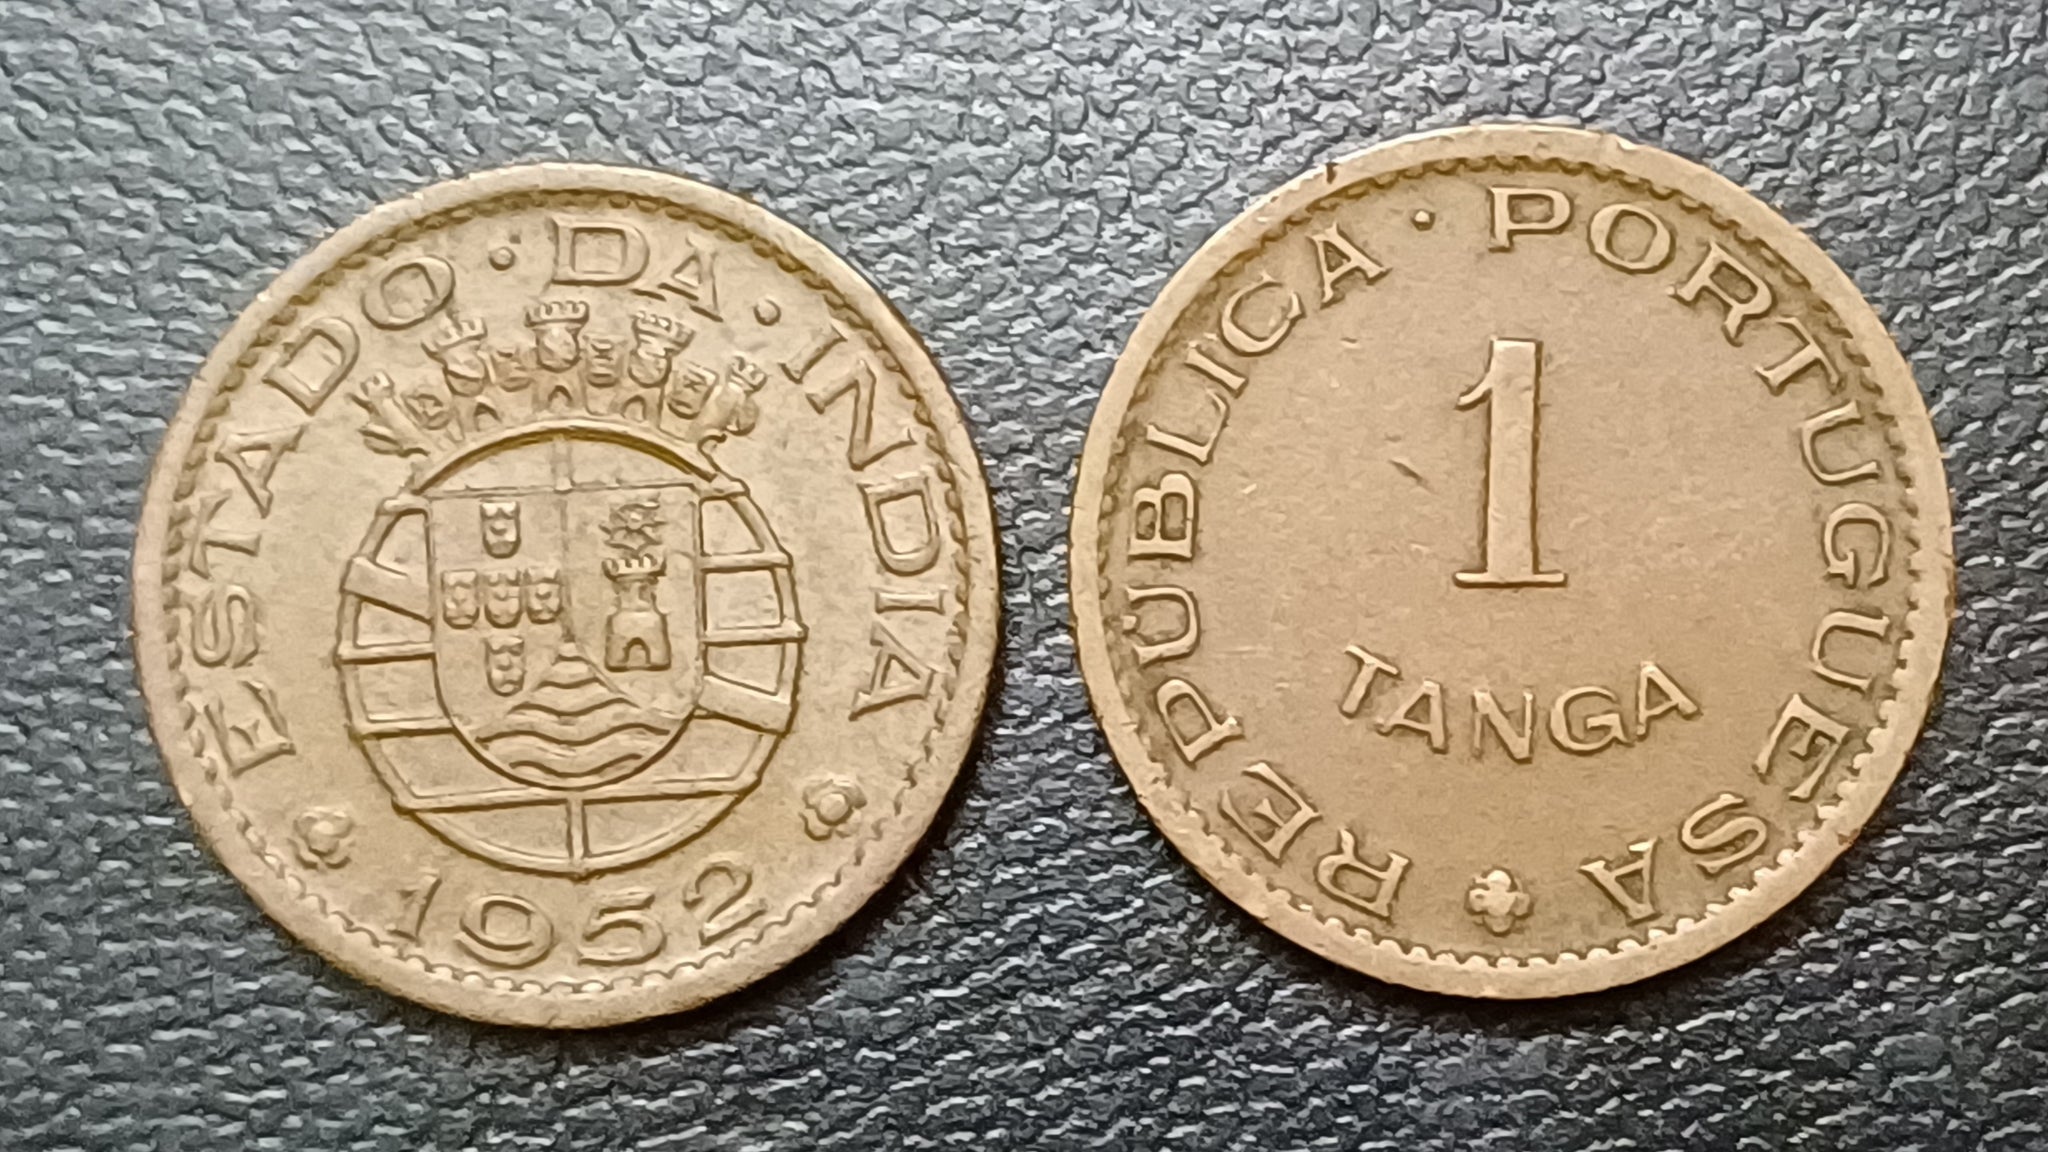 ESTADO · DA · INDIA
1952
REPÚBLICA · PORTUGUESA
1
TANGA